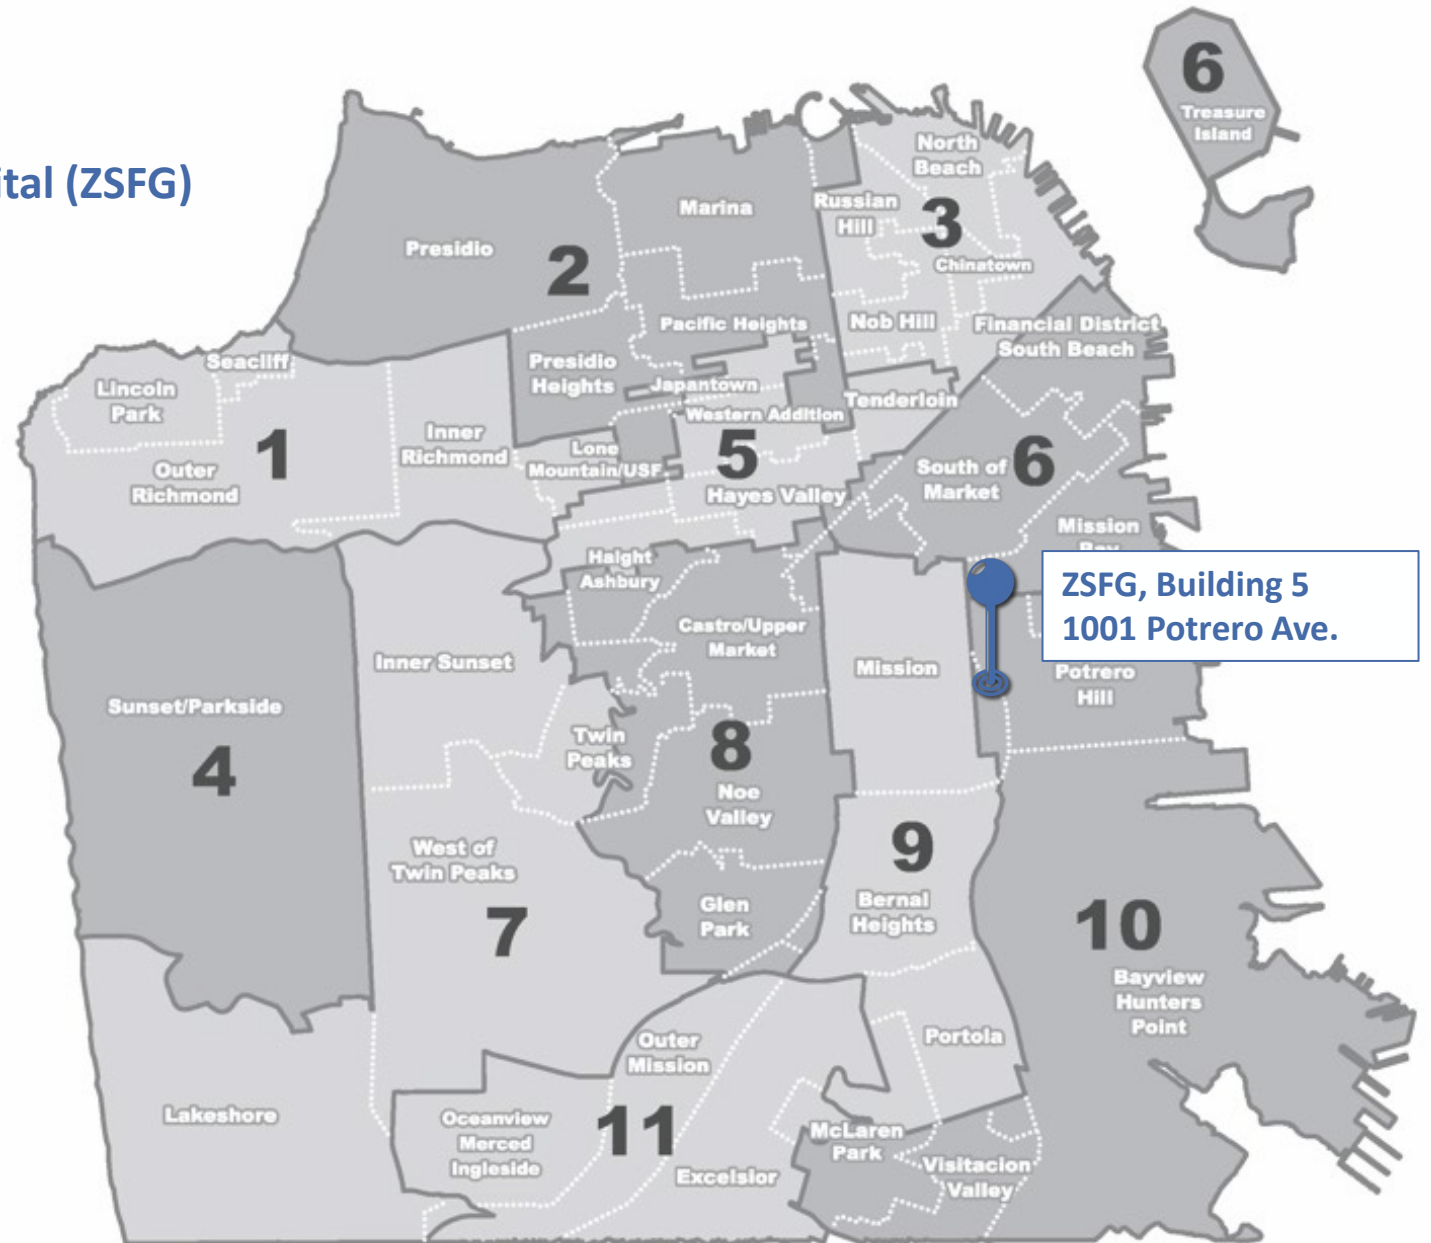 ital (ZSFG)
6
Treasure
Island
North
Beach
Russian
Hill
3
Chinatown
Marina
Presidio
2
Nob Hill
Financial District
South Beach
Pacific Heights
Presidio
Heights
Japantown
Seacliff
Lincoln
Park
1
Outer
Richmond
Inner
Richmond
Lone
Mountain/USF
Western Addition
5
Hayes Valley
Tenderloin
South of
Market
6
Mission
Bay
ZSFG, Building 5
1001 Potrero Ave.
Haight
Ashbury
Castro/Upper
Market
Inner Sunset
Mission
Potrero
Hill
Sunset/Parkside
4
Twin
Peaks
8
Noe
Valley
West of
Twin Peaks
7
Glen
Park
9
Bernal
Heights
10
Bayview
Hunters
Point
Portola
Outer
Mission
Lakeshore
Oceanview
Merced
Ingleside
11
Excelsior
McLaren
Park
Visitacion
Valley